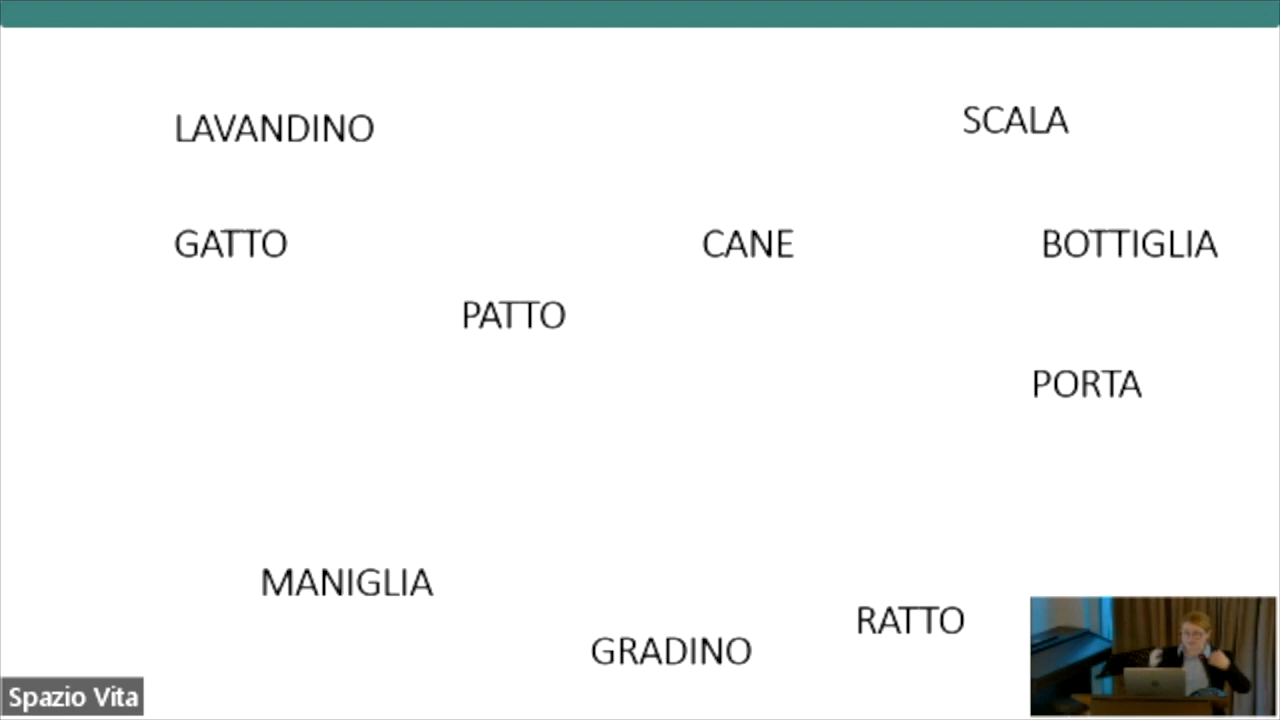 LAVANDINO
SCALA
GATTO
CANE
BOTTIGLIA
PATTO
PORTA
MANIGLIA
RATTO
GRADINO
Spazio Vita